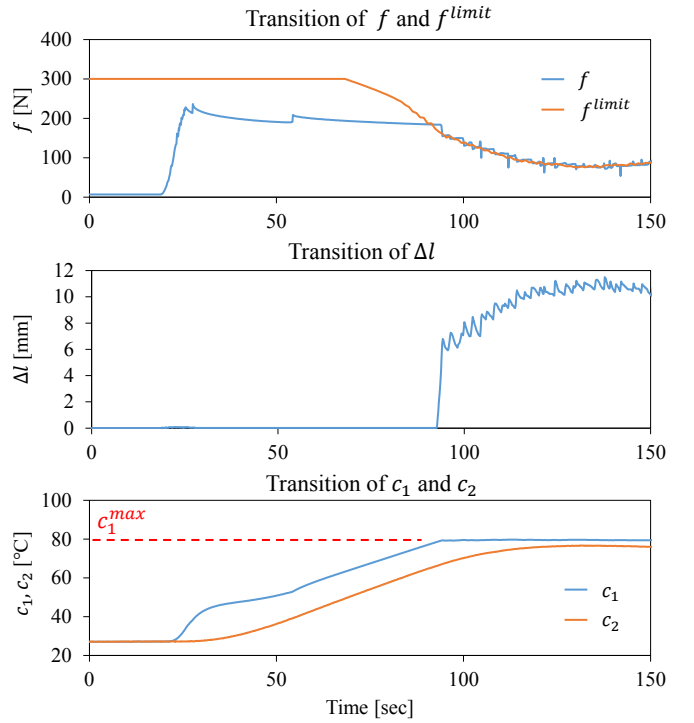 Transition of f and f^limit
400
300
200
100
0
f [N]
f
f^limit
0 50 100 150
Transition of Δl
12
10
8
6
4
2
0
Δl [mm]
0 50 100 150
Transition of c₁ and c₂
100
80
60
40
20
c₁, c₂ [°C]
c₁^max
c₁
c₂
0 50 100 150
Time [sec]